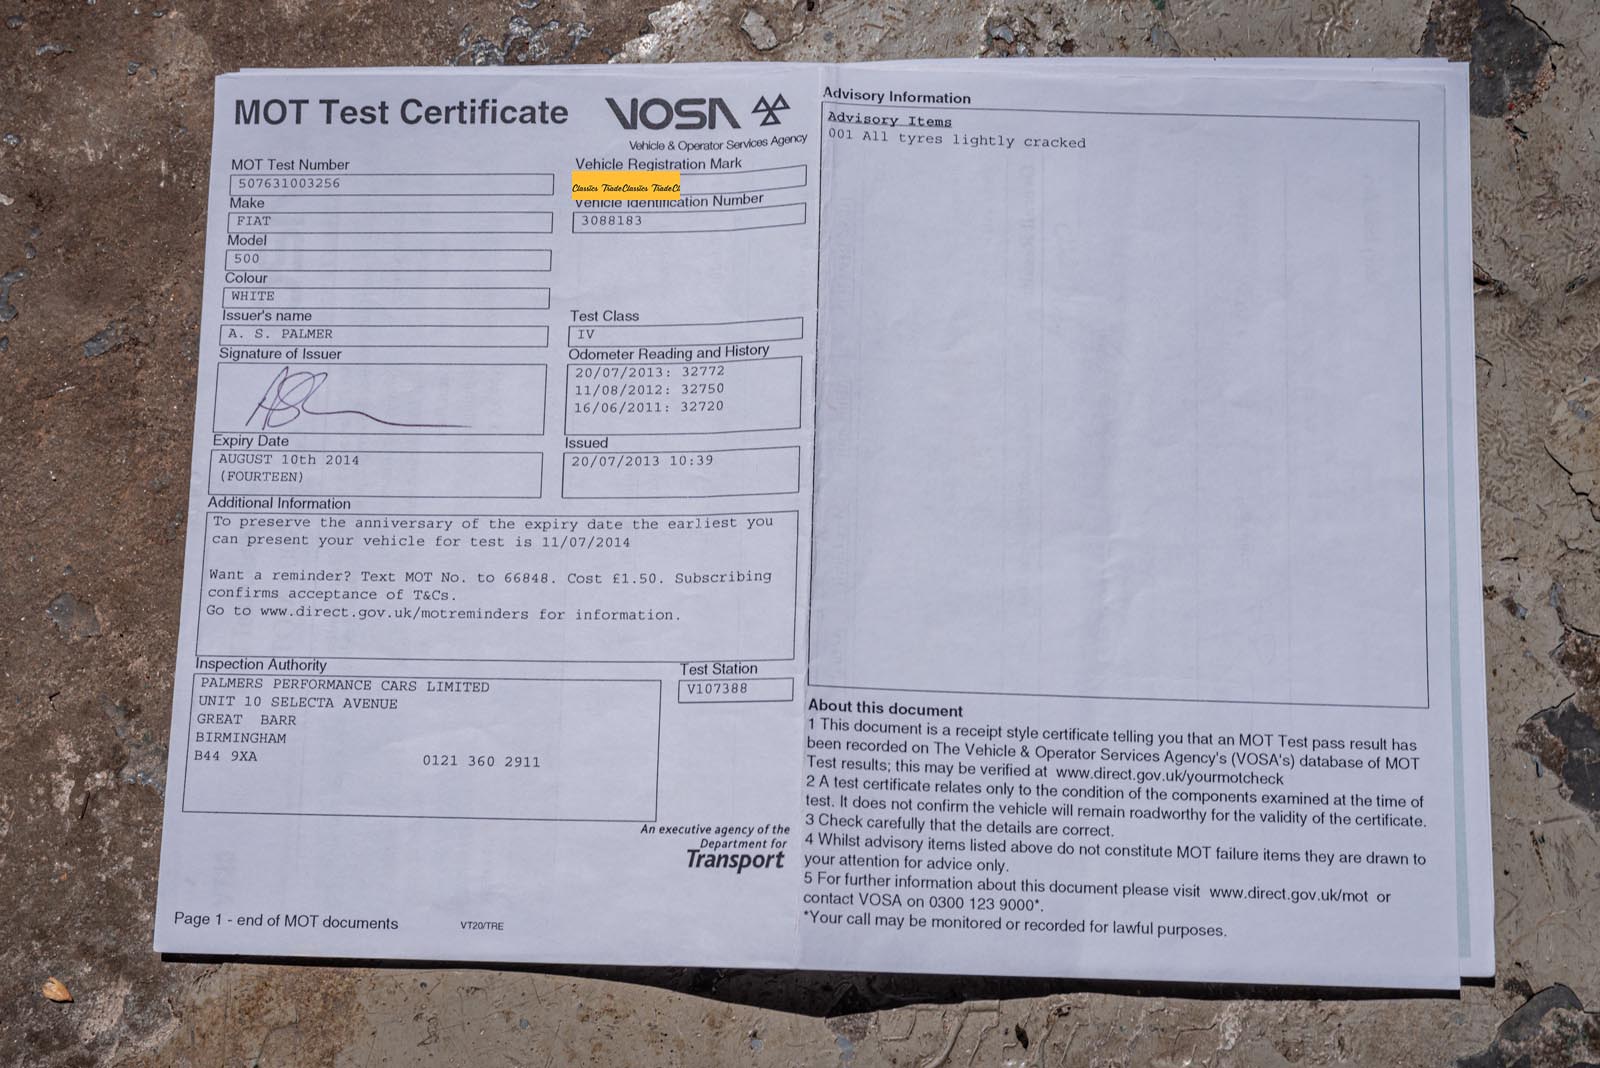 MOT Test Certificate
VOSA
Vehicle & Operator Services Agency
MOT Test Number
507631003256
Vehicle Registration Mark
Classics TradeClassics TradeCl
Make
FIAT
Vehicle Identification Number
3088183
Model
500
Colour
WHITE
Issuer's name
A. S. PALMER
Test Class
IV
Signature of Issuer
Odometer Reading and History
20/07/2013: 32772
11/08/2012: 32750
16/06/2011: 32720
Expiry Date
AUGUST 10th 2014
(FOURTEEN)
Issued
20/07/2013 10:39
Additional Information
To preserve the anniversary of the expiry date the earliest you
can present your vehicle for test is 11/07/2014
Want a reminder? Text MOT No. to 66848. Cost £1.50. Subscribing
confirms acceptance of T&Cs.
Go to www.direct.gov.uk/motreminders for information.
Inspection Authority
PALMERS PERFORMANCE CARS LIMITED
UNIT 10 SELECTA AVENUE
GREAT BARR
BIRMINGHAM
B44 9XA 0121 360 2911
Test Station
V107388
An executive agency of the
Department for
Transport
Page 1 - end of MOT documents
VT20/TRE
Advisory Information
Advisory Items
001 All tyres lightly cracked
About this document
1 This document is a receipt style certificate telling you that an MOT Test pass result has
been recorded on The Vehicle & Operator Services Agency's (VOSA's) database of MOT
Test results; this may be verified at www.direct.gov.uk/yourmotcheck
2 A test certificate relates only to the condition of the components examined at the time of
test. It does not confirm the vehicle will remain roadworthy for the validity of the certificate.
3 Check carefully that the details are correct.
4 Whilst advisory items listed above do not constitute MOT failure items they are drawn to
your attention for advice only.
5 For further information about this document please visit www.direct.gov.uk/mot or
contact VOSA on 0300 123 9000*.
*Your call may be monitored or recorded for lawful purposes.